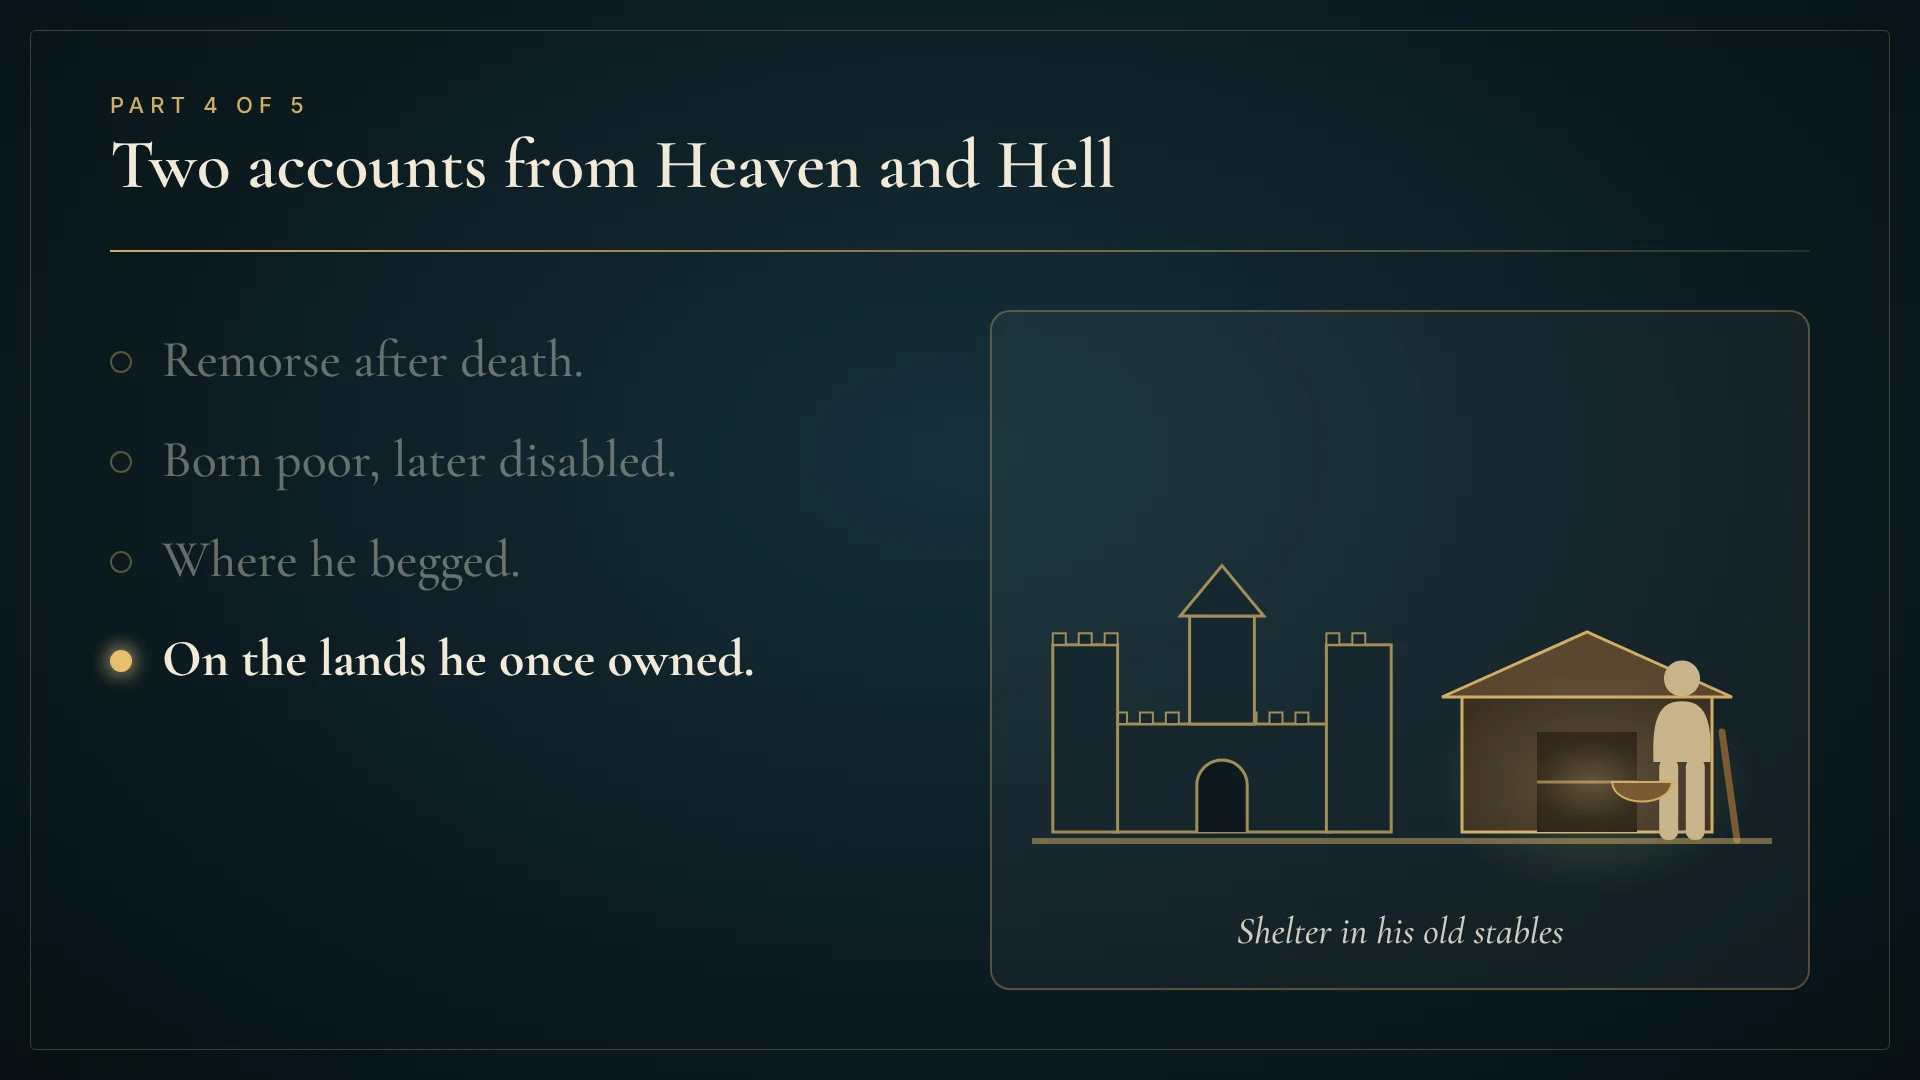 PART 4 OF 5
Two accounts from Heaven and Hell
Remorse after death.
Born poor, later disabled.
Where he begged.
On the lands he once owned.
Shelter in his old stables